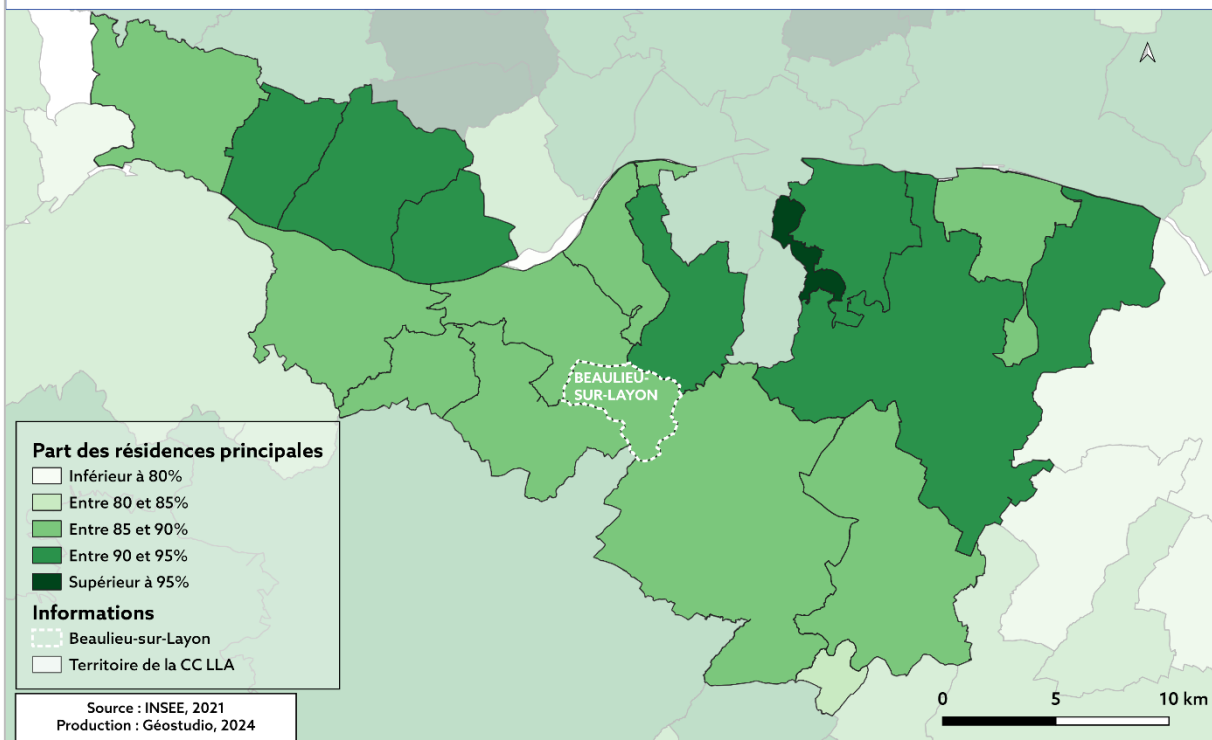 BEAULIEU-
SUR-LAYON
Part des résidences principales
Inférieur à 80%
Entre 80 et 85%
Entre 85 et 90%
Entre 90 et 95%
Supérieur à 95%
Informations
Beaulieu-sur-Layon
Territoire de la CC LLA
Source : INSEE, 2021
Production : Géostudio, 2024
0 5 10 km